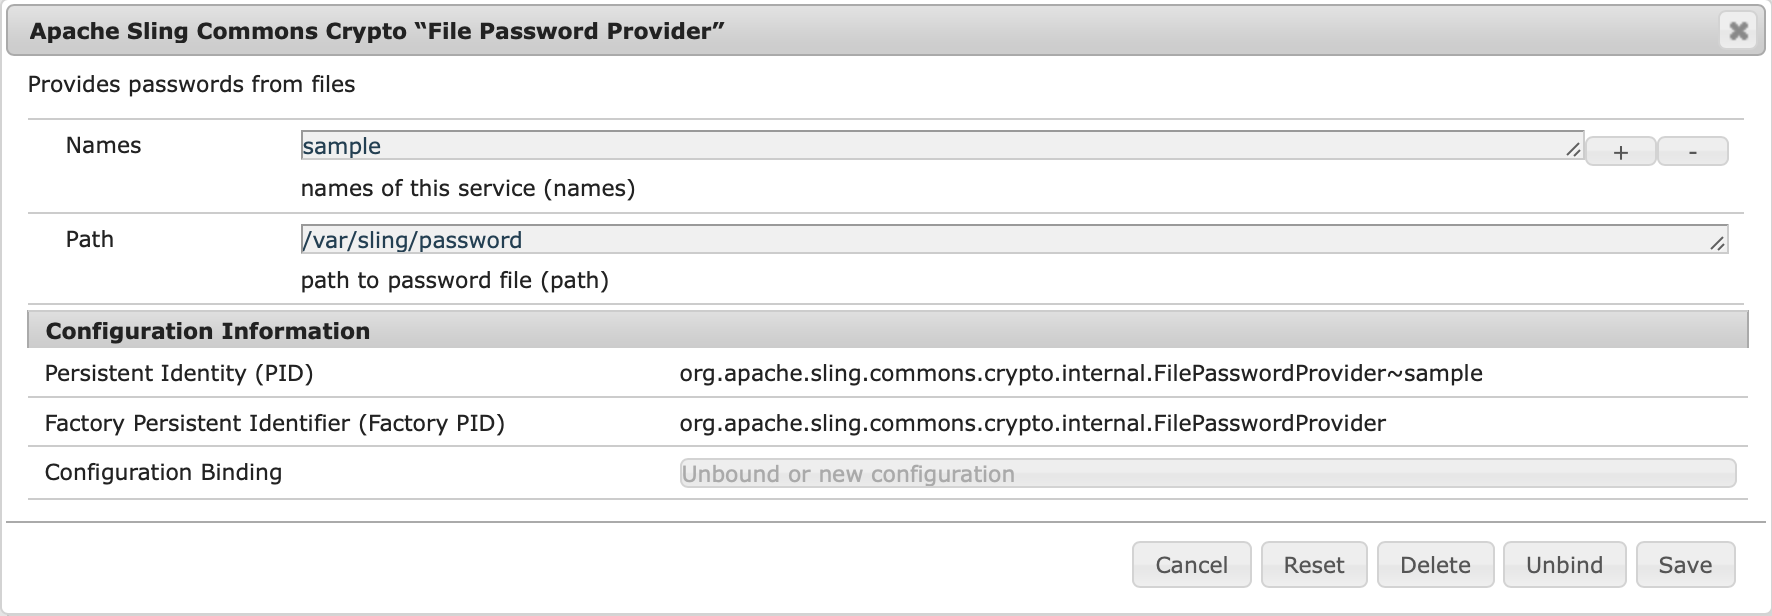 Apache Sling Commons Crypto “File Password Provider”
Provides passwords from files
Names sample + -
names of this service (names)
Path /var/sling/password
path to password file (path)
Configuration Information
Persistent Identity (PID) org.apache.sling.commons.crypto.internal.FilePasswordProvider~sample
Factory Persistent Identifier (Factory PID) org.apache.sling.commons.crypto.internal.FilePasswordProvider
Configuration Binding Unbound or new configuration
Cancel Reset Delete Unbind Save